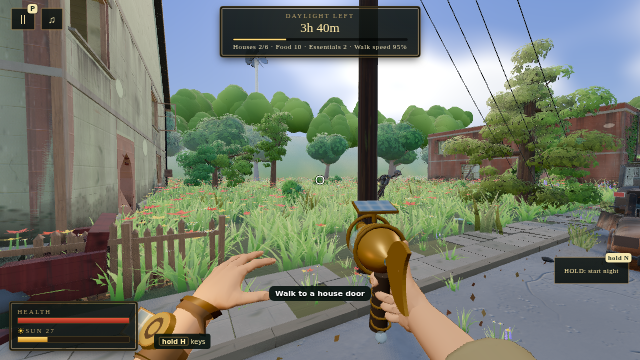 P
DAYLIGHT LEFT
3h 40m
Houses 2/6 · Food 10 · Essentials 2 · Walk speed 95%
hold N
HOLD: start night
Walk to a house door
HEALTH
SUN 27
hold H keys